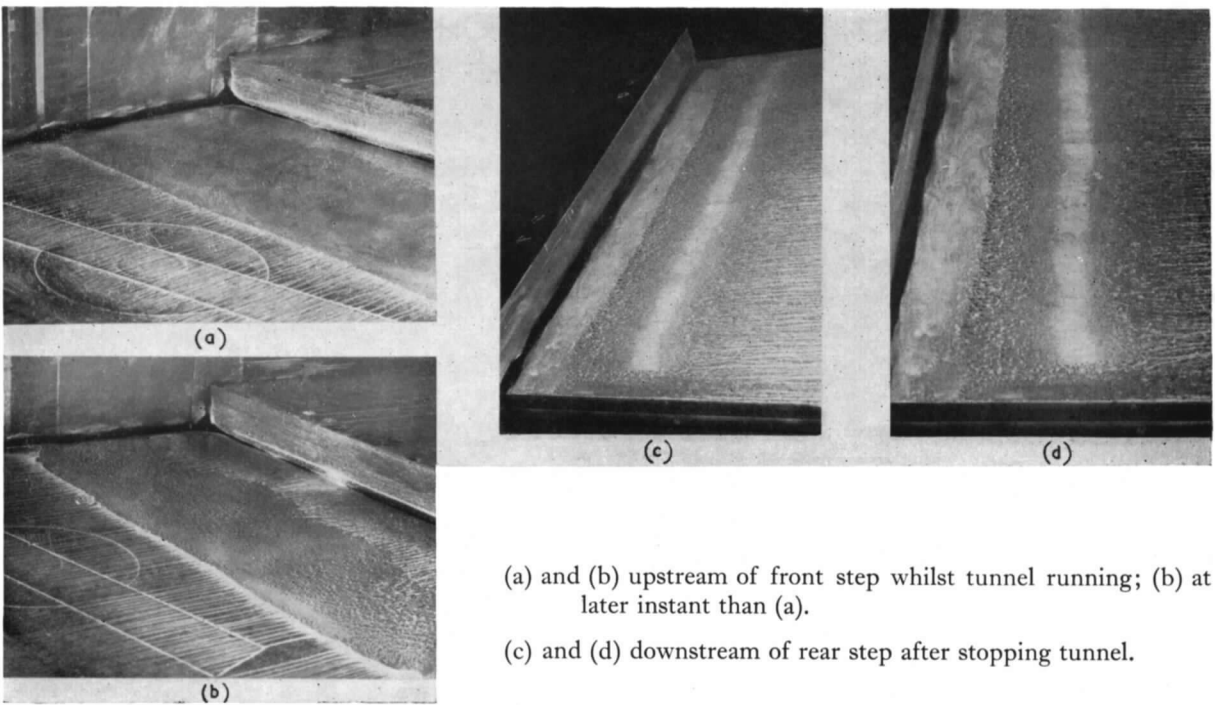 (a)
(b)
(c)
(d)
(a) and (b) upstream of front step whilst tunnel running; (b) at
later instant than (a).
(c) and (d) downstream of rear step after stopping tunnel.